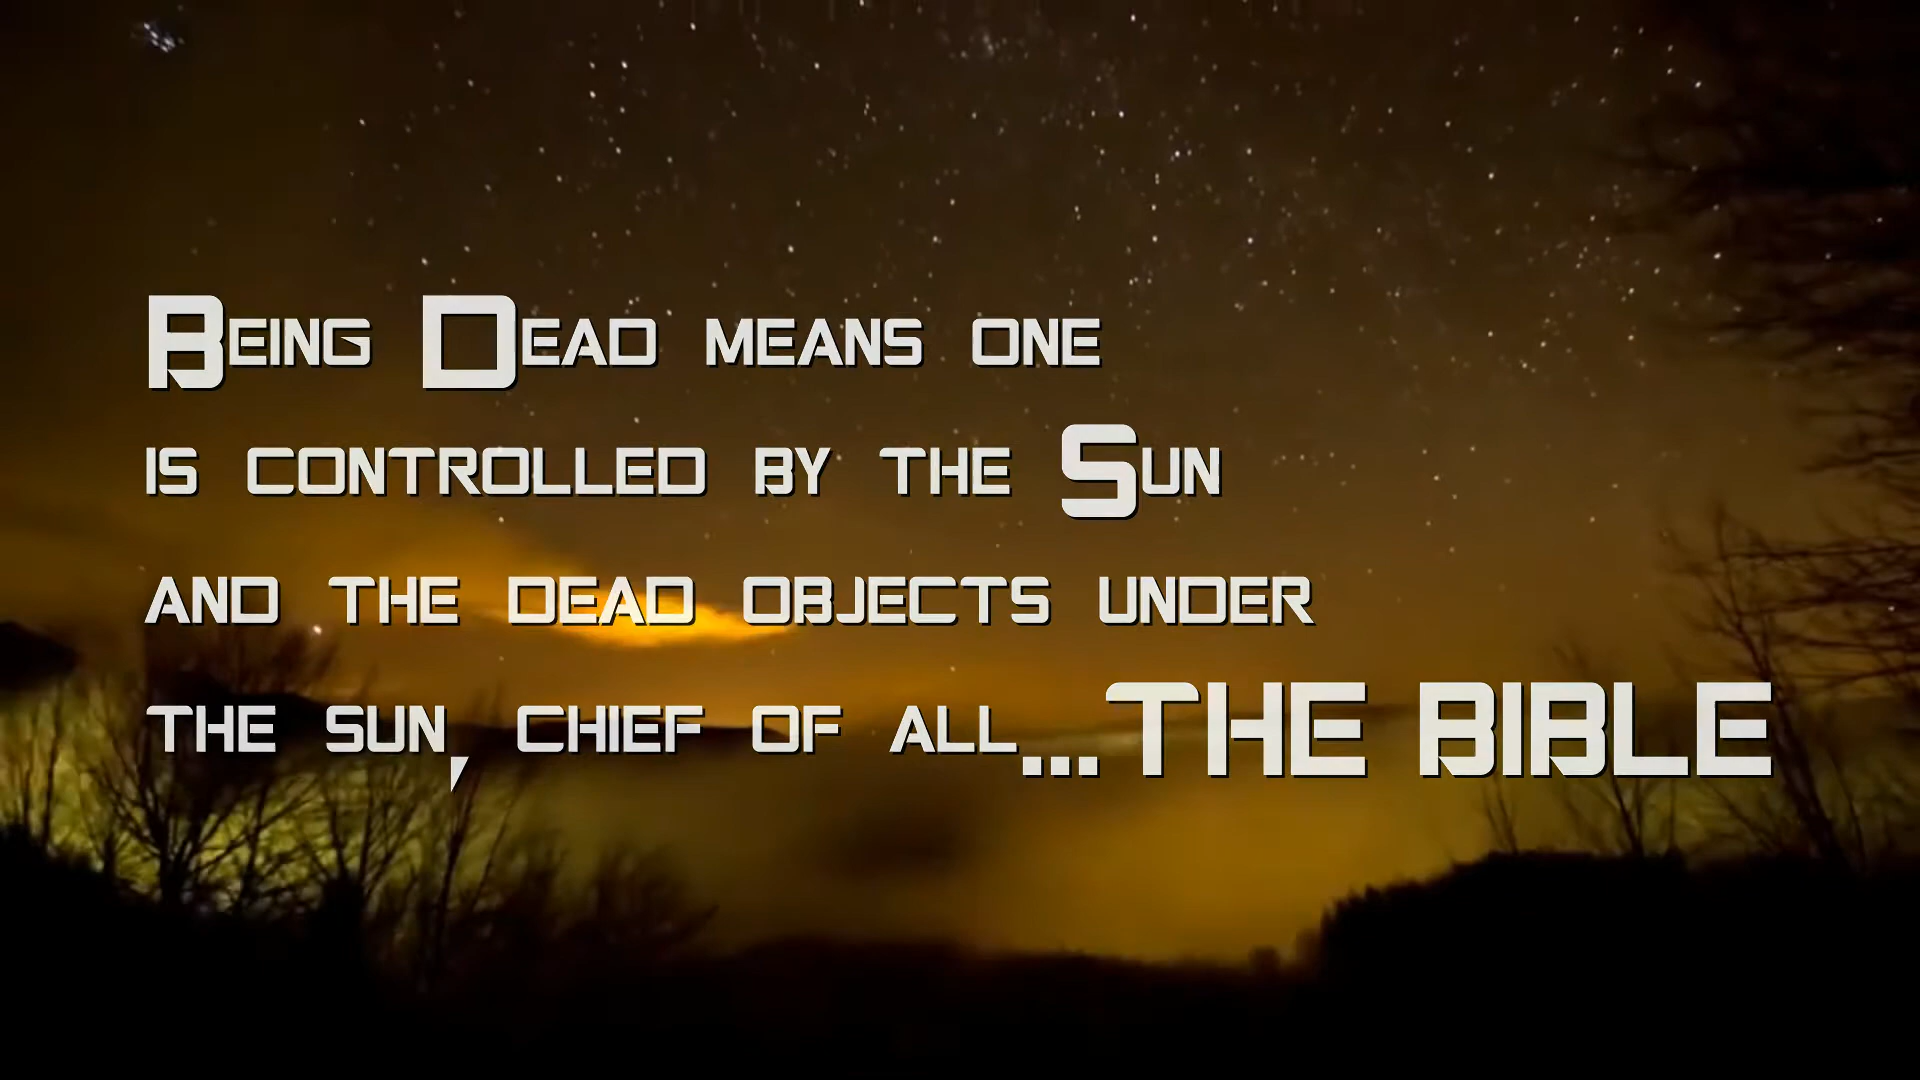 Being Dead means one
is controlled by the Sun
and the dead objects under
the sun, chief of all...THE BIBLE